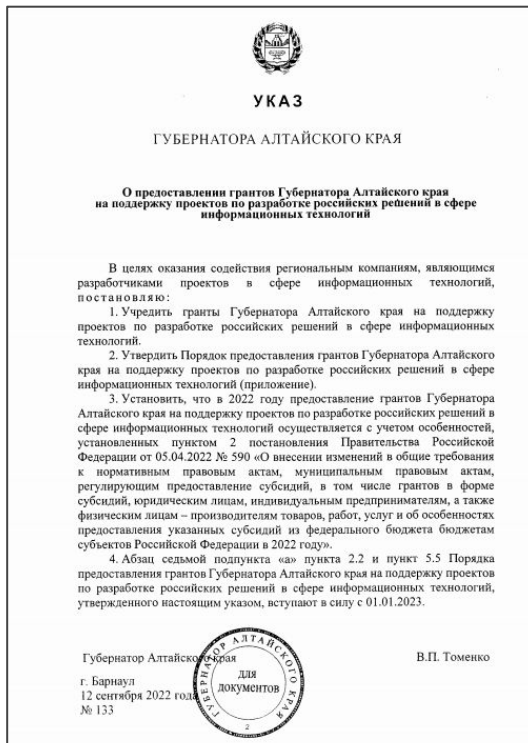 УКАЗ
ГУБЕРНАТОРА АЛТАЙСКОГО КРАЯ
О предоставлении грантов Губернатора Алтайского края
на поддержку проектов по разработке российских решений в сфере
информационных технологий
В целях оказания содействия региональным компаниям, являющимся
разработчиками проектов в сфере информационных технологий,
постановляю:
1. Учредить гранты Губернатора Алтайского края на поддержку
проектов по разработке российских решений в сфере информационных
технологий.
2. Утвердить Порядок предоставления грантов Губернатора Алтайского
края на поддержку проектов по разработке российских решений в сфере
информационных технологий (приложение).
3. Установить, что в 2022 году предоставление грантов Губернатора
Алтайского края на поддержку проектов по разработке российских решений в
сфере информационных технологий осуществляется с учетом особенностей,
установленных пунктом 2 постановления Правительства Российской
Федерации от 05.04.2022 № 590 «О внесении изменений в общие требования
к нормативным правовым актам, муниципальным правовым актам,
регулирующим предоставление субсидий, в том числе грантов в форме
субсидий, юридическим лицам, индивидуальным предпринимателям, а также
физическим лицам – производителям товаров, работ, услуг и об особенностях
предоставления указанных субсидий из федерального бюджета бюджетам
субъектов Российской Федерации в 2022 году».
4. Абзац седьмой подпункта «а» пункта 2.2 и пункт 5.5 Порядка
предоставления грантов Губернатора Алтайского края на поддержку проектов
по разработке российских решений в сфере информационных технологий,
утвержденного настоящим указом, вступают в силу с 01.01.2023.
Губернатор Алтайского края В.П. Томенко
г. Барнаул
12 сентября 2022 года
№ 133
ГУБЕРНАТОР АЛТАЙСКОГО КРАЯ
для
документов
2